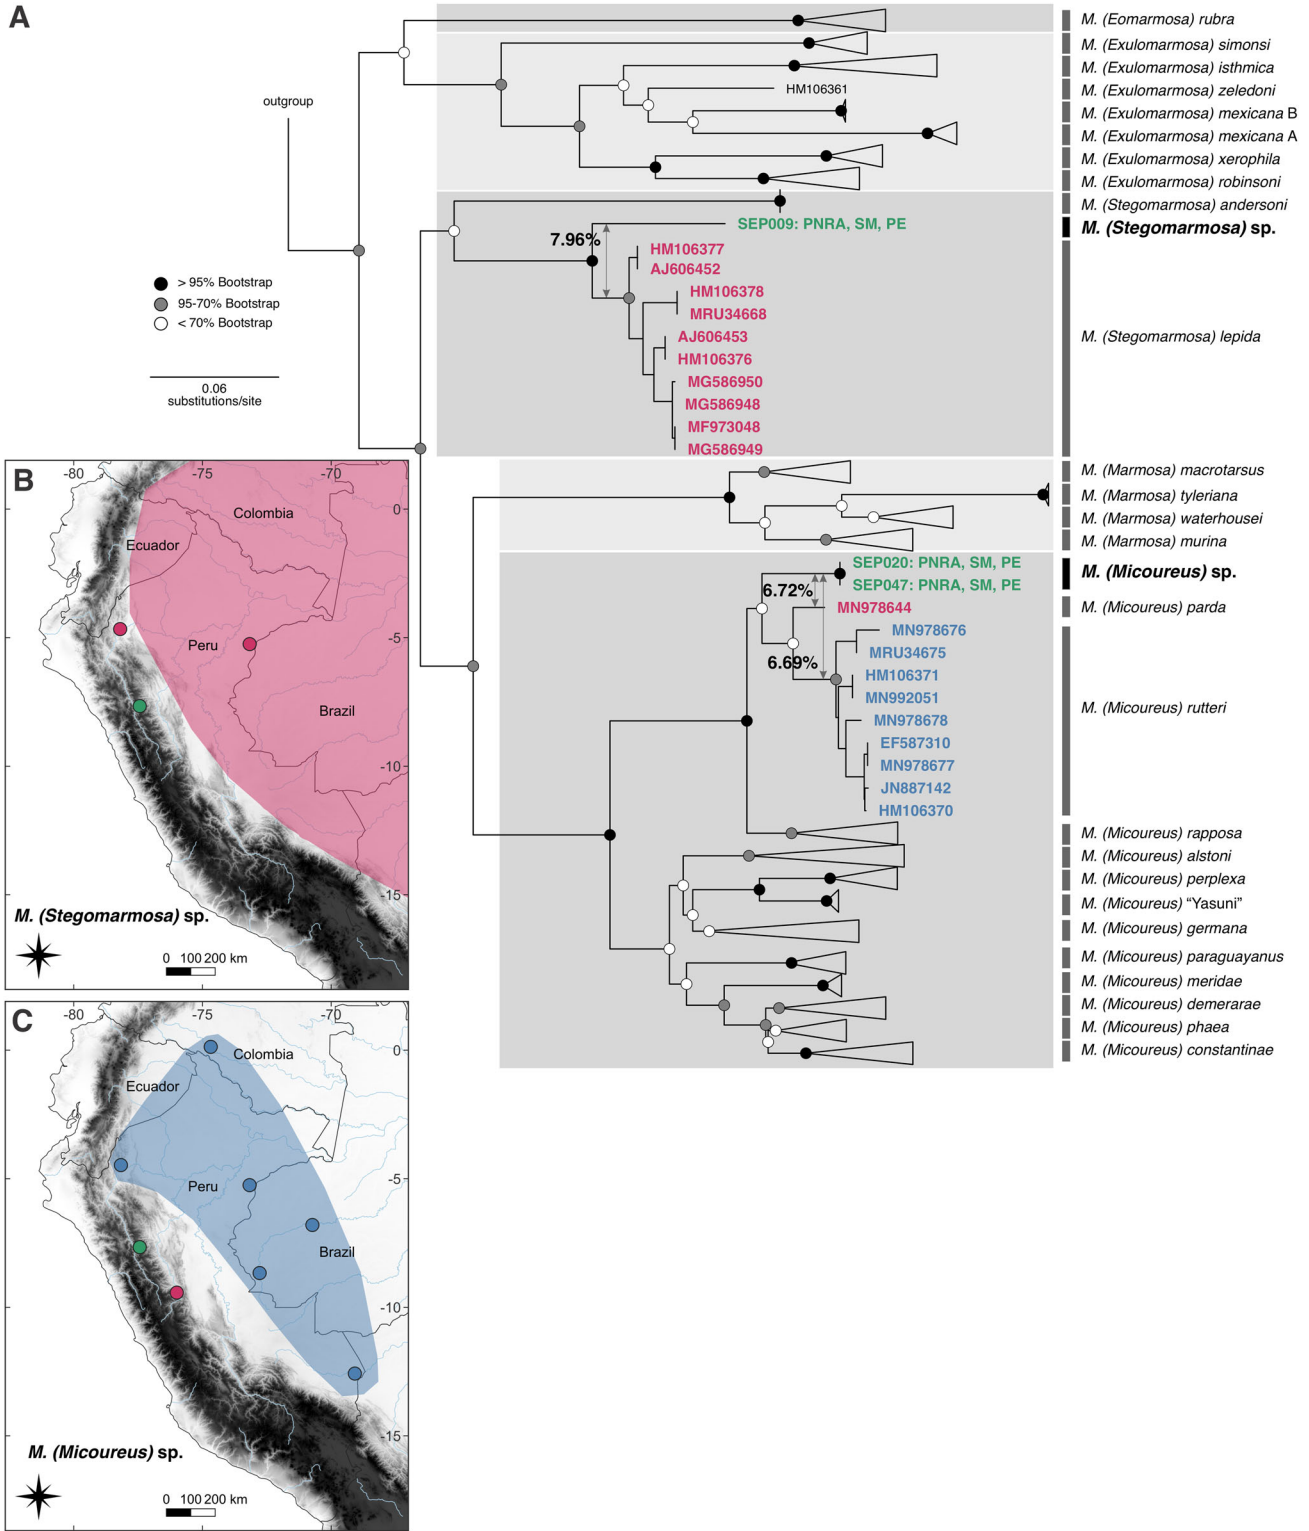 A
outgroup
> 95% Bootstrap
95-70% Bootstrap
< 70% Bootstrap
0.06
substitutions/site
HM106361
7.96%
SEP009: PNRA, SM, PE
HM106377
AJ606452
HM106378
MRU34668
AJ606453
HM106376
MG586950
MG586948
MF973048
MG586949
6.72%
6.69%
SEP020: PNRA, SM, PE
SEP047: PNRA, SM, PE
MN978644
MN978676
MRU34675
HM106371
MN992051
MN978678
EF587310
MN978677
JN887142
HM106370
M. (Eomarmosa) rubra
M. (Exulomarmosa) simonsi
M. (Exulomarmosa) isthmica
M. (Exulomarmosa) zeledoni
M. (Exulomarmosa) mexicana B
M. (Exulomarmosa) mexicana A
M. (Exulomarmosa) xerophila
M. (Exulomarmosa) robinsoni
M. (Stegomarmosa) andersoni
M. (Stegomarmosa) sp.
M. (Stegomarmosa) lepida
M. (Marmosa) macrotarsus
M. (Marmosa) tyleriana
M. (Marmosa) waterhousei
M. (Marmosa) murina
M. (Micoureus) sp.
M. (Micoureus) parda
M. (Micoureus) rutteri
M. (Micoureus) rapposa
M. (Micoureus) alstoni
M. (Micoureus) perplexa
M. (Micoureus) “Yasuni”
M. (Micoureus) germana
M. (Micoureus) paraguayanus
M. (Micoureus) meridae
M. (Micoureus) demerarae
M. (Micoureus) phaea
M. (Micoureus) constantinae
B
-80 -75 -70
0
-5
-10
-15
Colombia
Ecuador
Peru
Brazil
M. (Stegomarmosa) sp.
0 100 200 km
C
-80 -75 -70
0
-5
-10
-15
Colombia
Ecuador
Peru
Brazil
M. (Micoureus) sp.
0 100 200 km